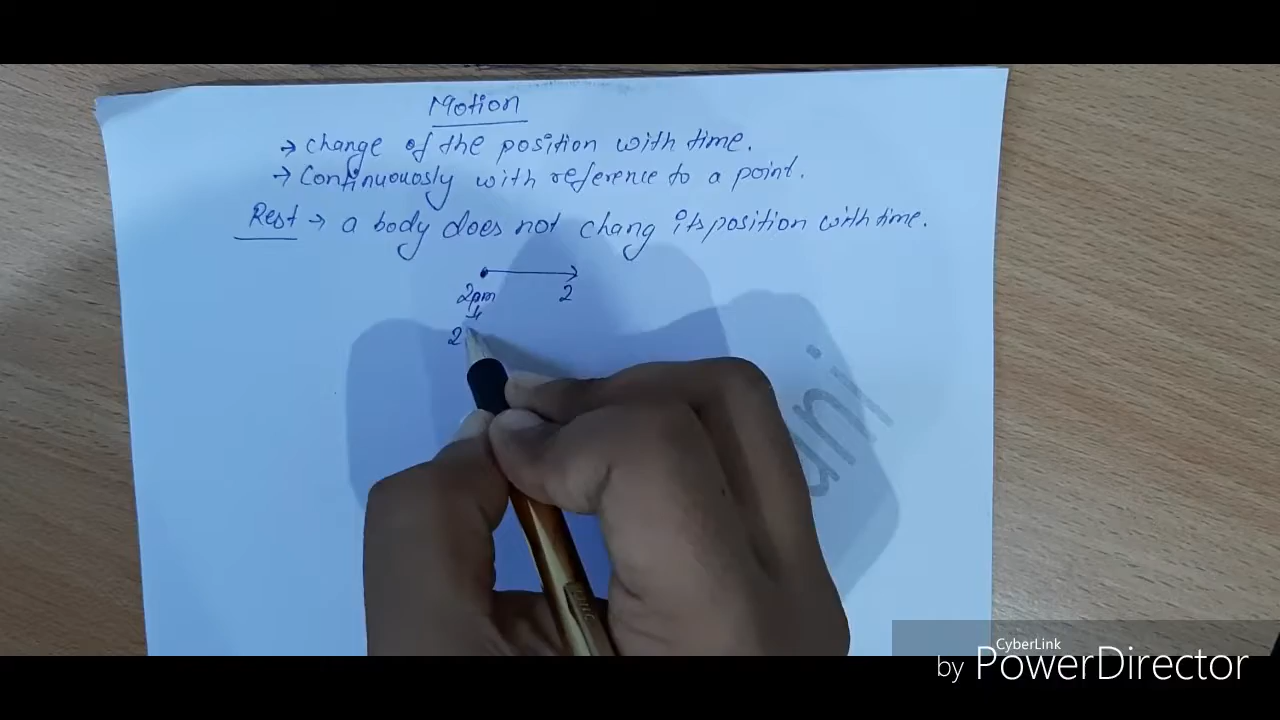 Motion
→ change of the position with time.
→ Continuously with reference to a point.
Rest → a body does not chang its position with time.
2pm 2
2
CyberLink
by PowerDirector